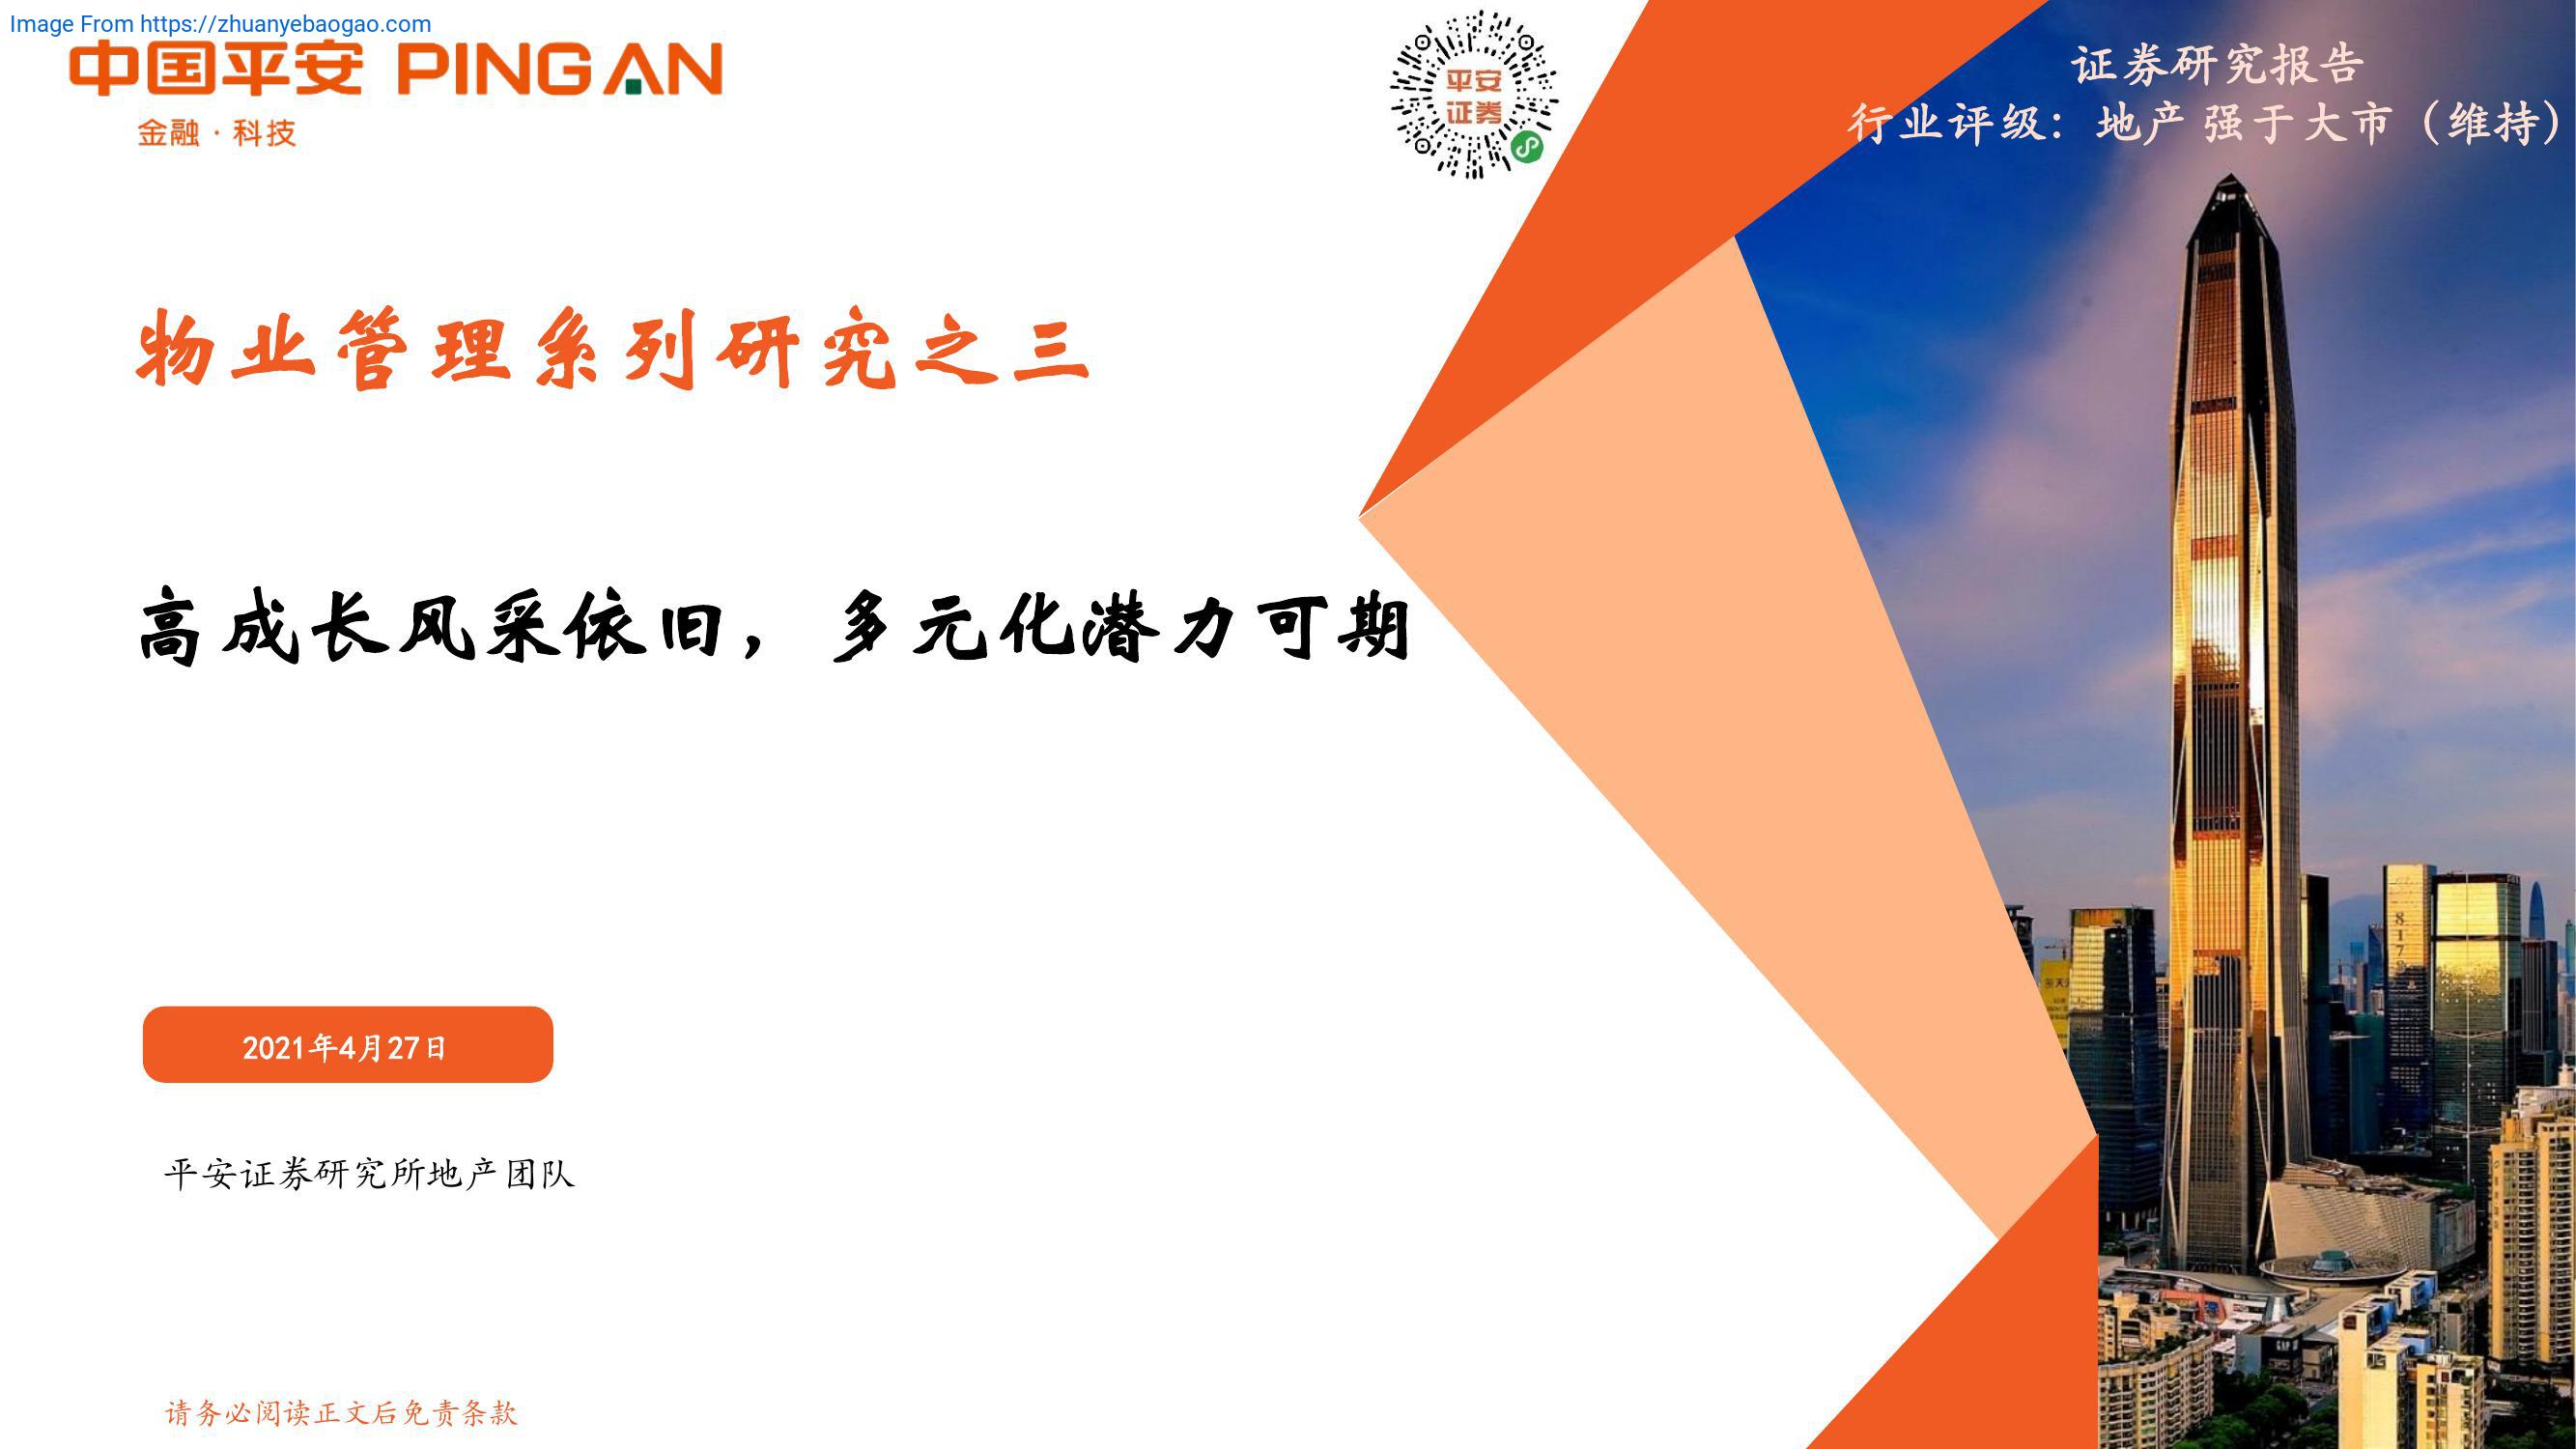 Image From https://zhuanyebaogao.com
中国平安 PING AN
金融·科技
平安
证券
证券研究报告
行业评级：地产 强于大市（维持）
物业管理系列研究之三
高成长风采依旧，多元化潜力可期
2021年4月27日
平安证券研究所地产团队
请务必阅读正文后免责条款